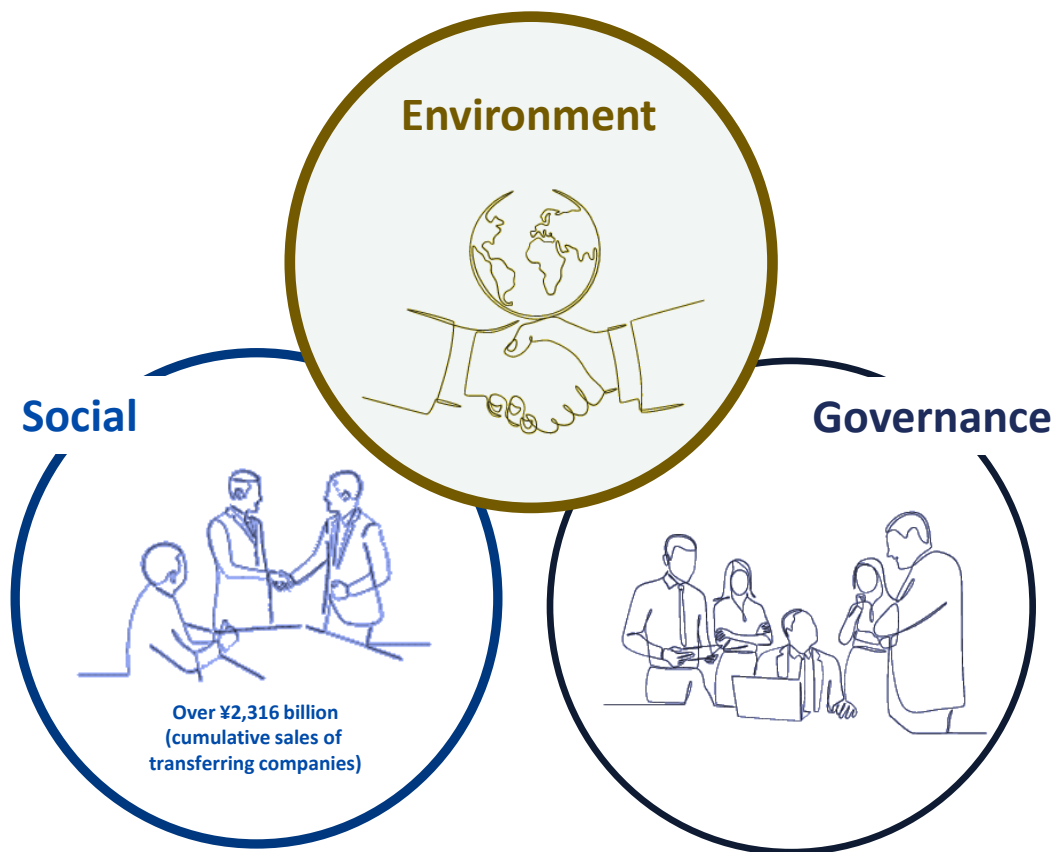 Environment
Social
Governance
Over ¥2,316 billion
(cumulative sales of
transferring companies)